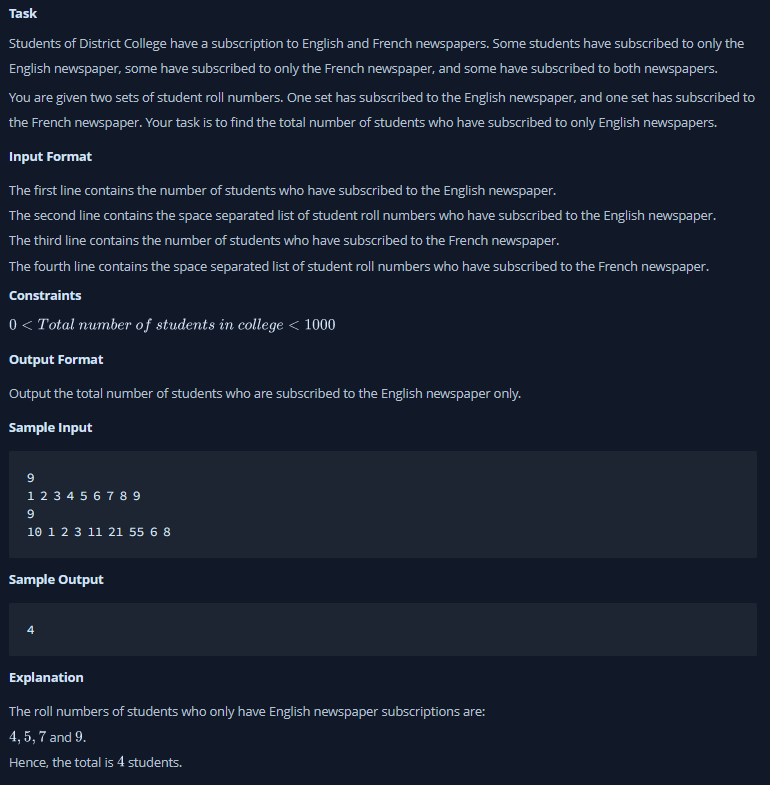 Task
Students of District College have a subscription to English and French newspapers. Some students have subscribed to only the
English newspaper, some have subscribed to only the French newspaper, and some have subscribed to both newspapers.
You are given two sets of student roll numbers. One set has subscribed to the English newspaper, and one set has subscribed to
the French newspaper. Your task is to find the total number of students who have subscribed to only English newspapers.
Input Format
The first line contains the number of students who have subscribed to the English newspaper.
The second line contains the space separated list of student roll numbers who have subscribed to the English newspaper.
The third line contains the number of students who have subscribed to the French newspaper.
The fourth line contains the space separated list of student roll numbers who have subscribed to the French newspaper.
Constraints
0 < Total number of students in college < 1000
Output Format
Output the total number of students who are subscribed to the English newspaper only.
Sample Input
9
1 2 3 4 5 6 7 8 9
9
10 1 2 3 11 21 55 6 8
Sample Output
4
Explanation
The roll numbers of students who only have English newspaper subscriptions are:
4, 5, 7 and 9.
Hence, the total is 4 students.